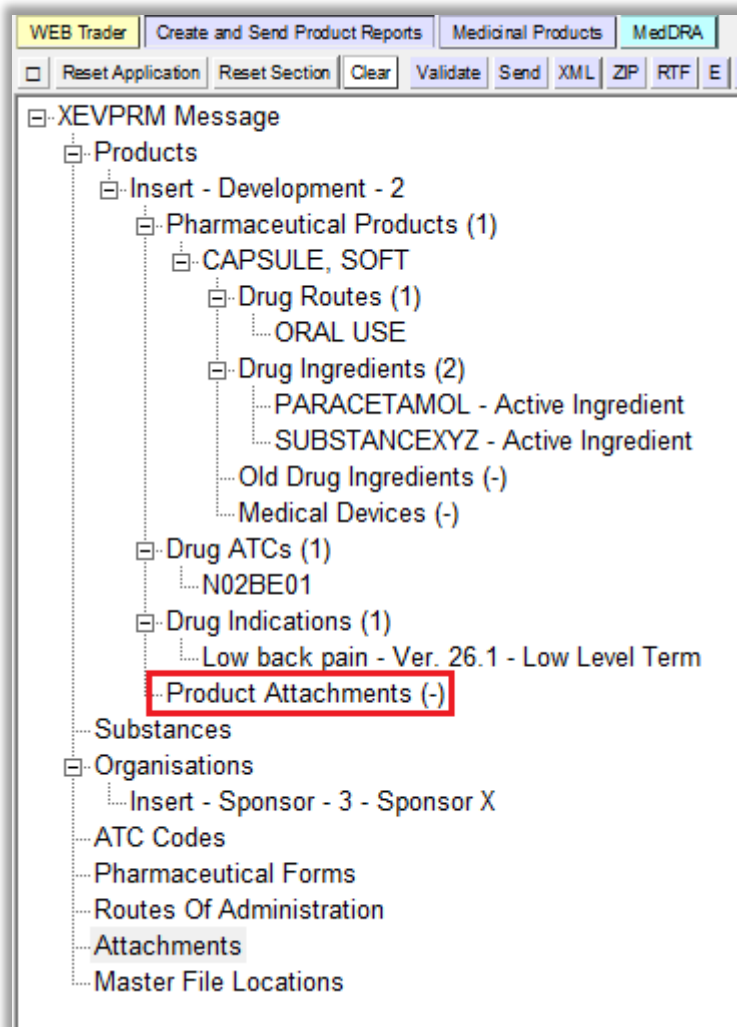 WEB Trader Create and Send Product Reports Medicinal Products MedDRA
Reset Application Reset Section Clear Validate Send XML ZIP RTF E
XEVPRM Message
Products
Insert - Development - 2
Pharmaceutical Products (1)
CAPSULE, SOFT
Drug Routes (1)
ORAL USE
Drug Ingredients (2)
PARACETAMOL - Active Ingredient
SUBSTANCEXYZ - Active Ingredient
Old Drug Ingredients (-)
Medical Devices (-)
Drug ATCs (1)
N02BE01
Drug Indications (1)
Low back pain - Ver. 26.1 - Low Level Term
Product Attachments (-)
Substances
Organisations
Insert - Sponsor - 3 - Sponsor X
ATC Codes
Pharmaceutical Forms
Routes Of Administration
Attachments
Master File Locations